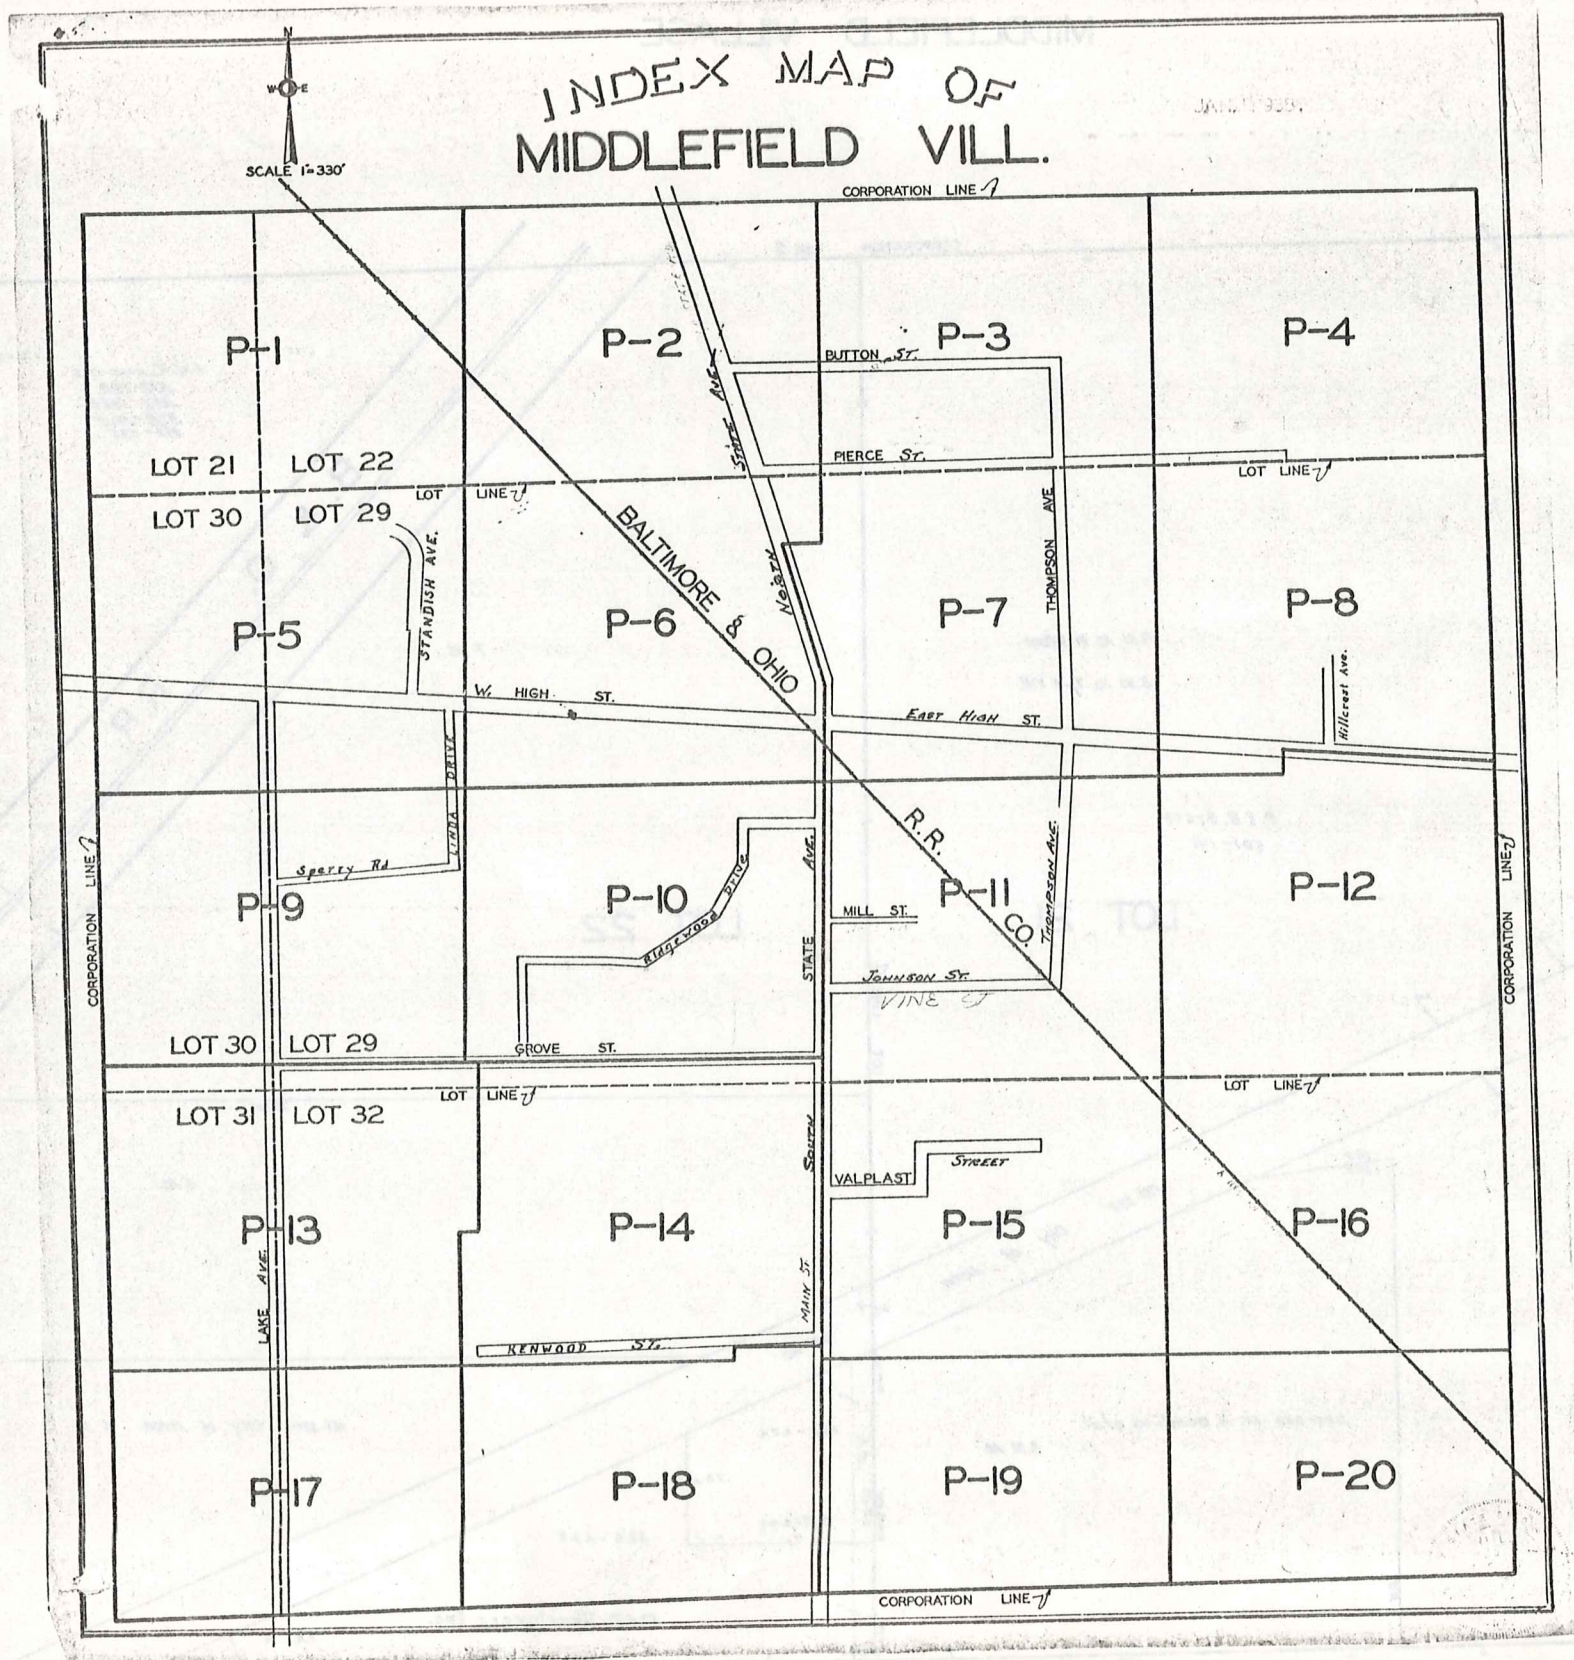 N
W E
SCALE 1"=330'
INDEX MAP OF
MIDDLEFIELD VILL.
CORPORATION LINE
P-1
P-2
P-3
P-4
BUTTON ST.
STATE AVE
PIERCE ST.
LOT 21 LOT 22
LOT LINE
LOT LINE
LOT 30 LOT 29
STANDISH AVE.
BALTIMORE & OHIO
NORTH
THOMPSON AVE
P-5
P-6
P-7
P-8
Hillcrest Ave.
W. HIGH ST.
EAST HIGH ST.
LINDA DRIVE
Sperry Rd
CORPORATION LINE
R.R. CO.
THOMPSON AVE.
P-9
P-10
Ridgewood Drive
STATE AVE.
MILL ST.
P-11
P-12
CORPORATION LINE
JOHNSON ST.
VINE ST
LOT 30 LOT 29
GROVE ST.
LOT LINE
LOT LINE
LOT 31 LOT 32
SOUTH
VALPLAST STREET
P-13
P-14
P-15
P-16
LAKE AVE.
MAIN ST.
KENWOOD ST.
P-17
P-18
P-19
P-20
CORPORATION LINE